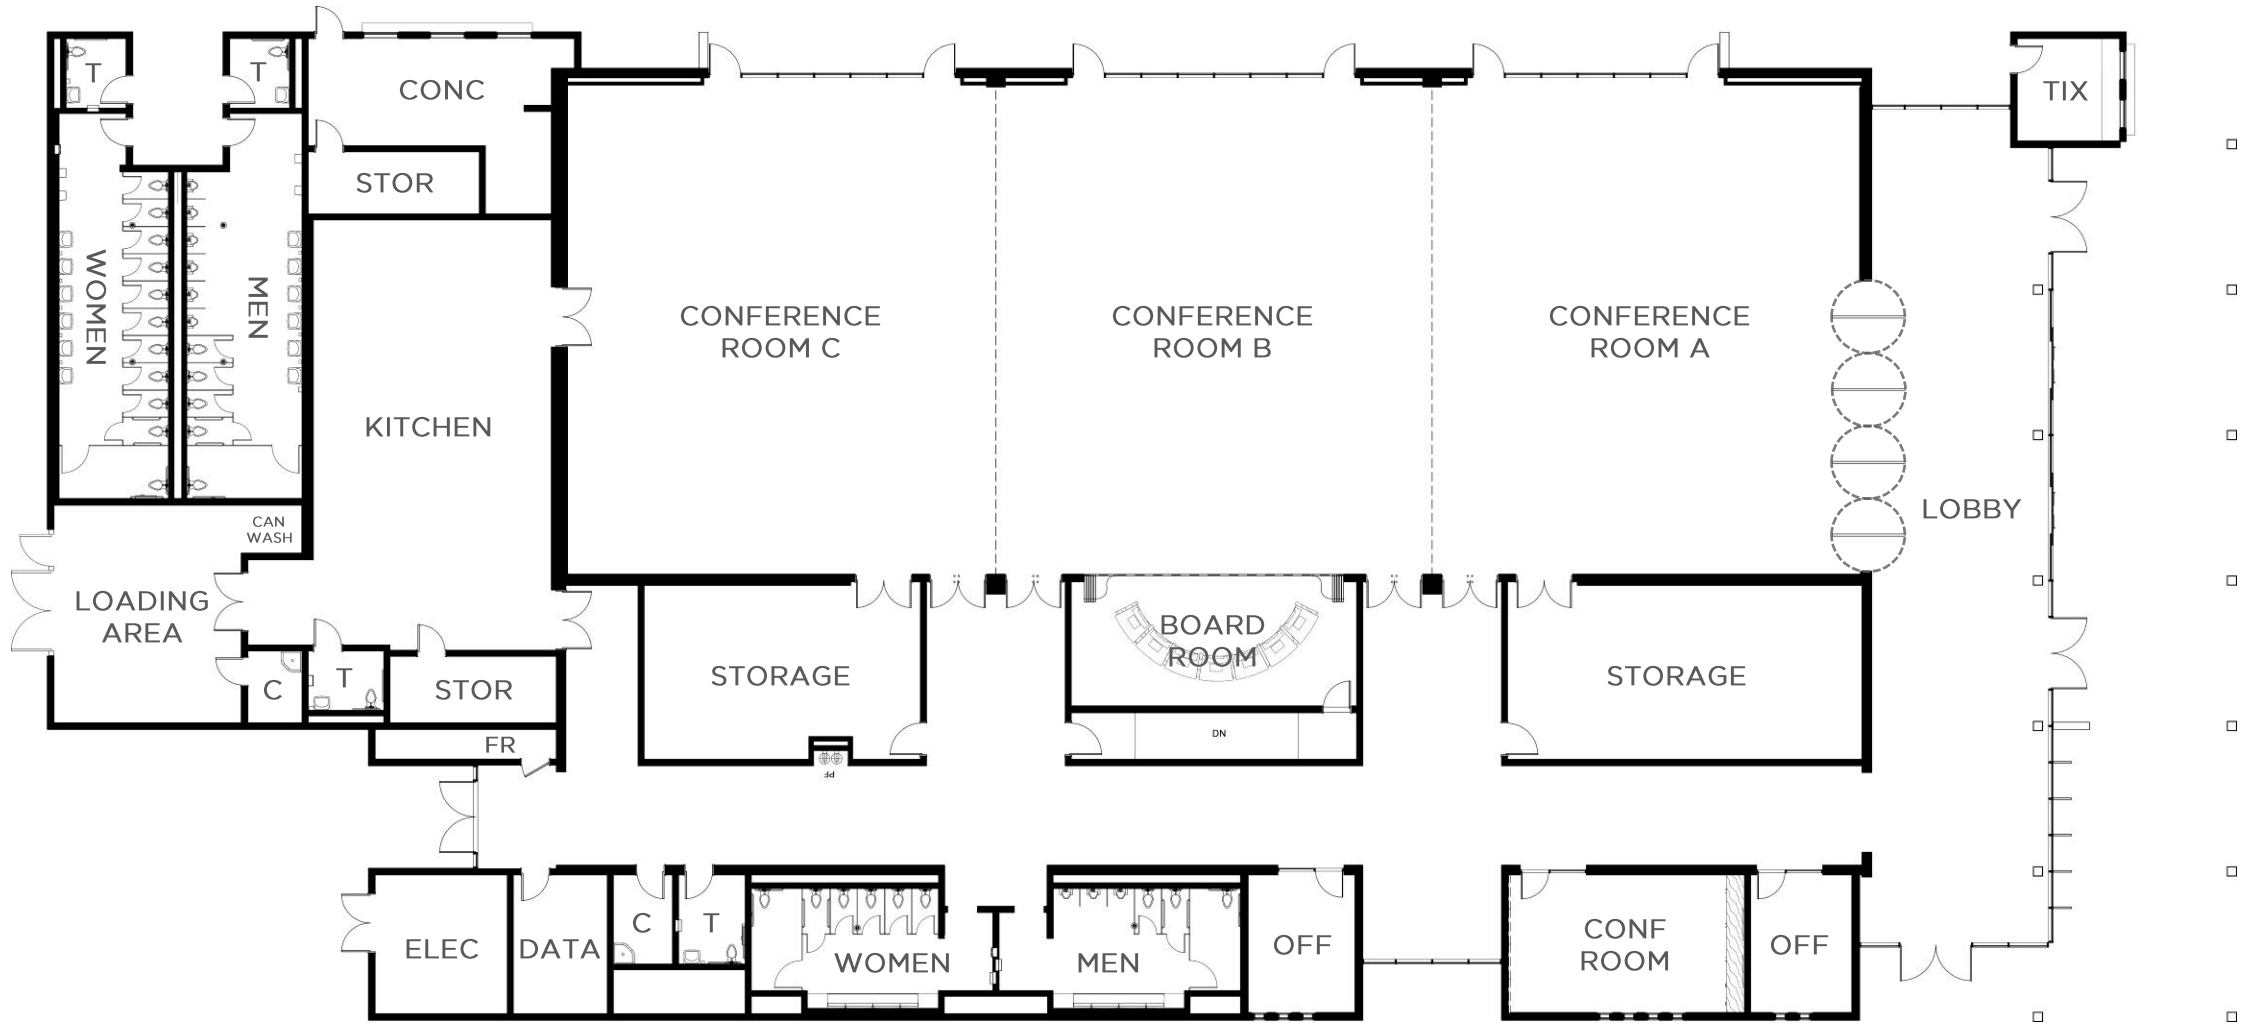 T
T
CONC
TIX
STOR
WOMEN
MEN
CONFERENCE
ROOM C
CONFERENCE
ROOM B
CONFERENCE
ROOM A
KITCHEN
LOBBY
CAN
WASH
LOADING
AREA
BOARD
ROOM
STORAGE
STORAGE
C
T
STOR
DN
FR
DF
ELEC
DATA
C
T
WOMEN
MEN
OFF
CONF
ROOM
OFF